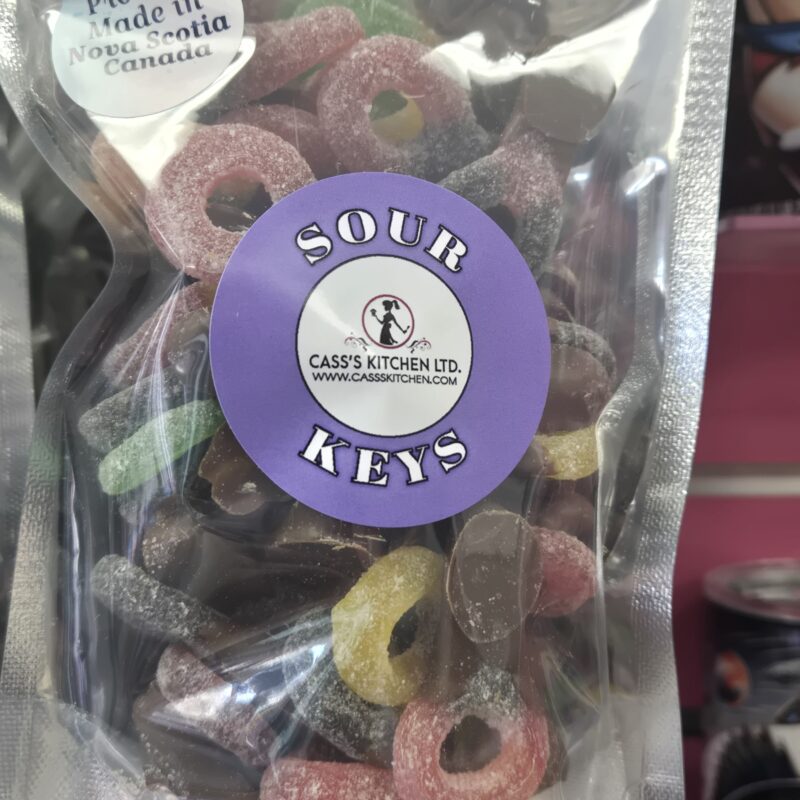 Made in
Nova Scotia
Canada
SOUR
CASS'S KITCHEN LTD.
WWW.CASSSKITCHEN.COM
KEYS